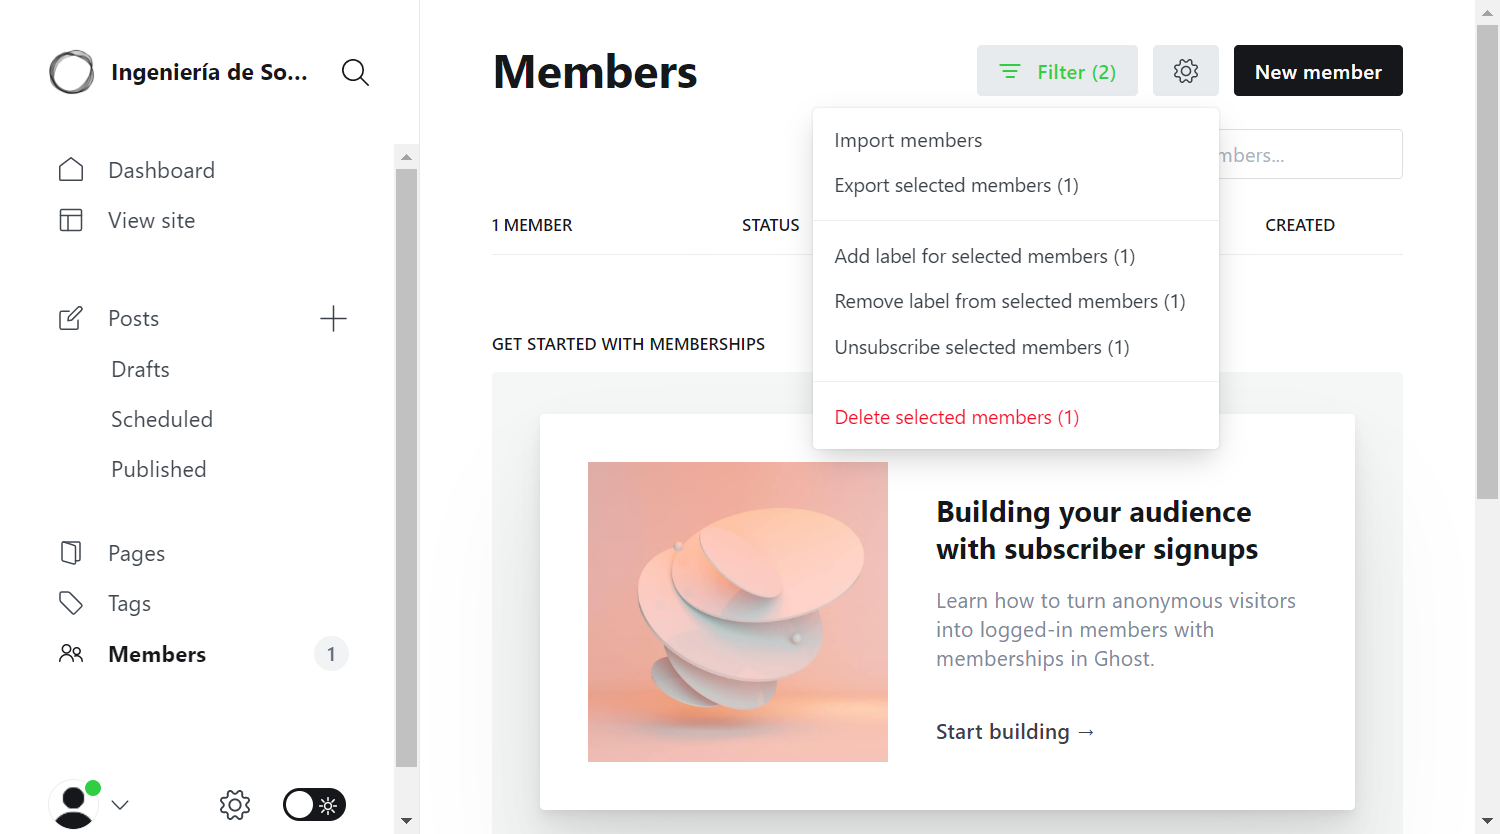 Ingeniería de So...
Dashboard
View site
Posts
Drafts
Scheduled
Published
Pages
Tags
Members
1
Members
Filter (2)
New member
Import members
Export selected members (1)
Add label for selected members (1)
Remove label from selected members (1)
Unsubscribe selected members (1)
Delete selected members (1)
1 MEMBER
STATUS
CREATED
GET STARTED WITH MEMBERSHIPS
Building your audience
with subscriber signups
Learn how to turn anonymous visitors
into logged-in members with
memberships in Ghost.
Start building →